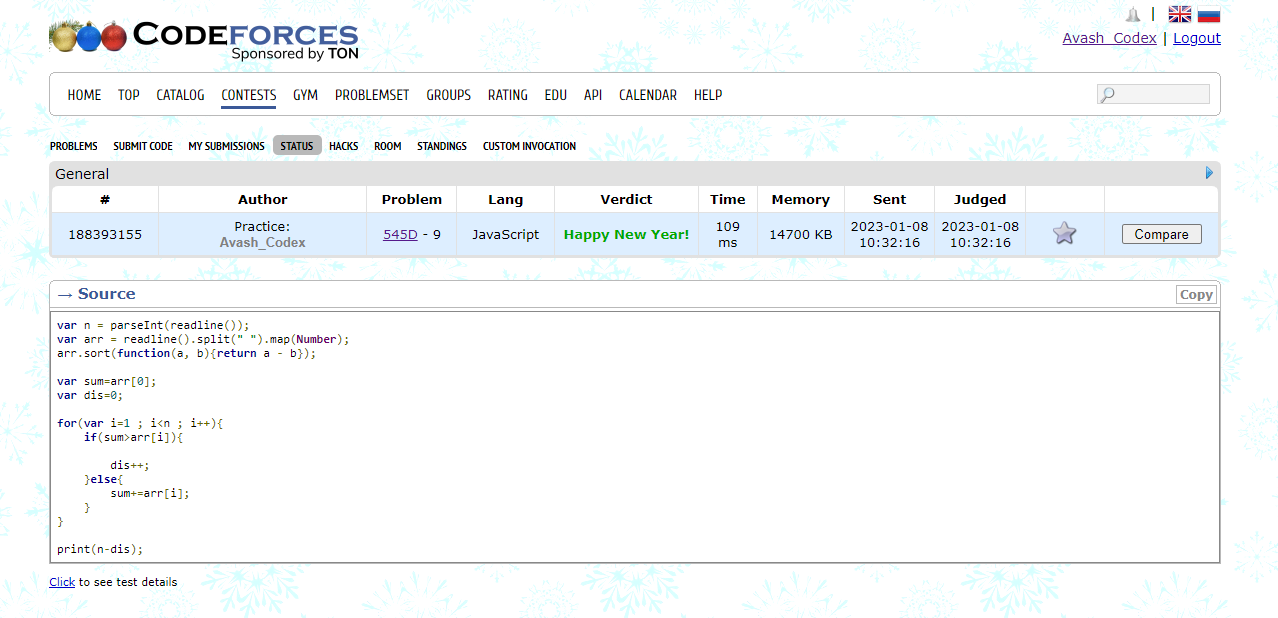 CODEFORCES
Sponsored by TON
|
Avash_Codex | Logout
HOME TOP CATALOG CONTESTS GYM PROBLEMSET GROUPS RATING EDU API CALENDAR HELP
PROBLEMS SUBMIT CODE MY SUBMISSIONS STATUS HACKS ROOM STANDINGS CUSTOM INVOCATION
General
# Author Problem Lang Verdict Time Memory Sent Judged
188393155 Practice: Avash_Codex 545D - 9 JavaScript Happy New Year! 109 ms 14700 KB 2023-01-08 10:32:16 2023-01-08 10:32:16 Compare
→ Source Copy
var n = parseInt(readline());
var arr = readline().split(" ").map(Number);
arr.sort(function(a, b){return a - b});
var sum=arr[0];
var dis=0;
for(var i=1 ; i<n ; i++){
    if(sum>arr[i]){
        dis++;
    }else{
        sum+=arr[i];
    }
}
print(n-dis);
Click to see test details